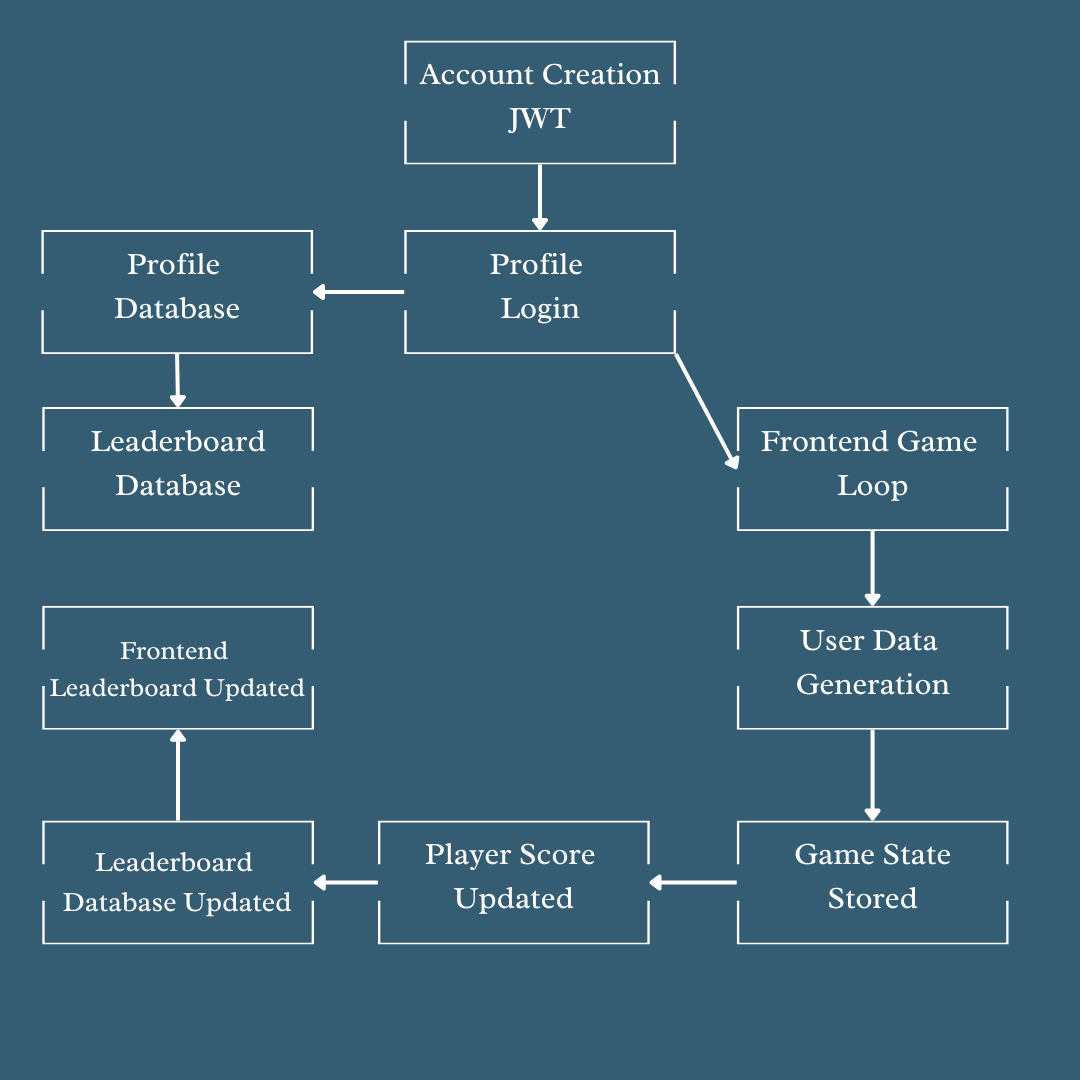 Account Creation
JWT
Profile
Database
Profile
Login
Leaderboard
Database
Frontend Game
Loop
Frontend
Leaderboard Updated
User Data
Generation
Leaderboard
Database Updated
Player Score
Updated
Game State
Stored